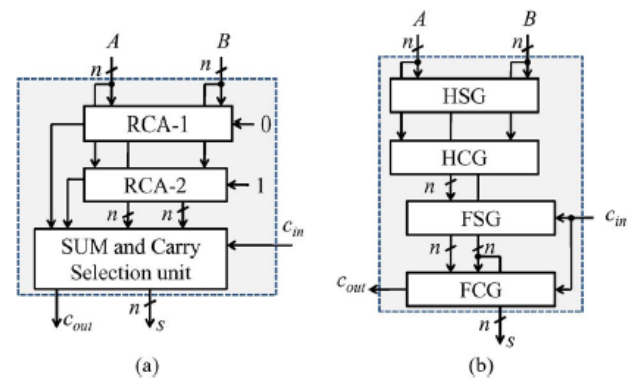 A B
n n
RCA-1 0
RCA-2 1
n n
SUM and Carry
Selection unit
c_in
n
c_out s
(a)
A B
n n
HSG
HCG
n
FSG c_in
n n
c_out FCG
n
s
(b)